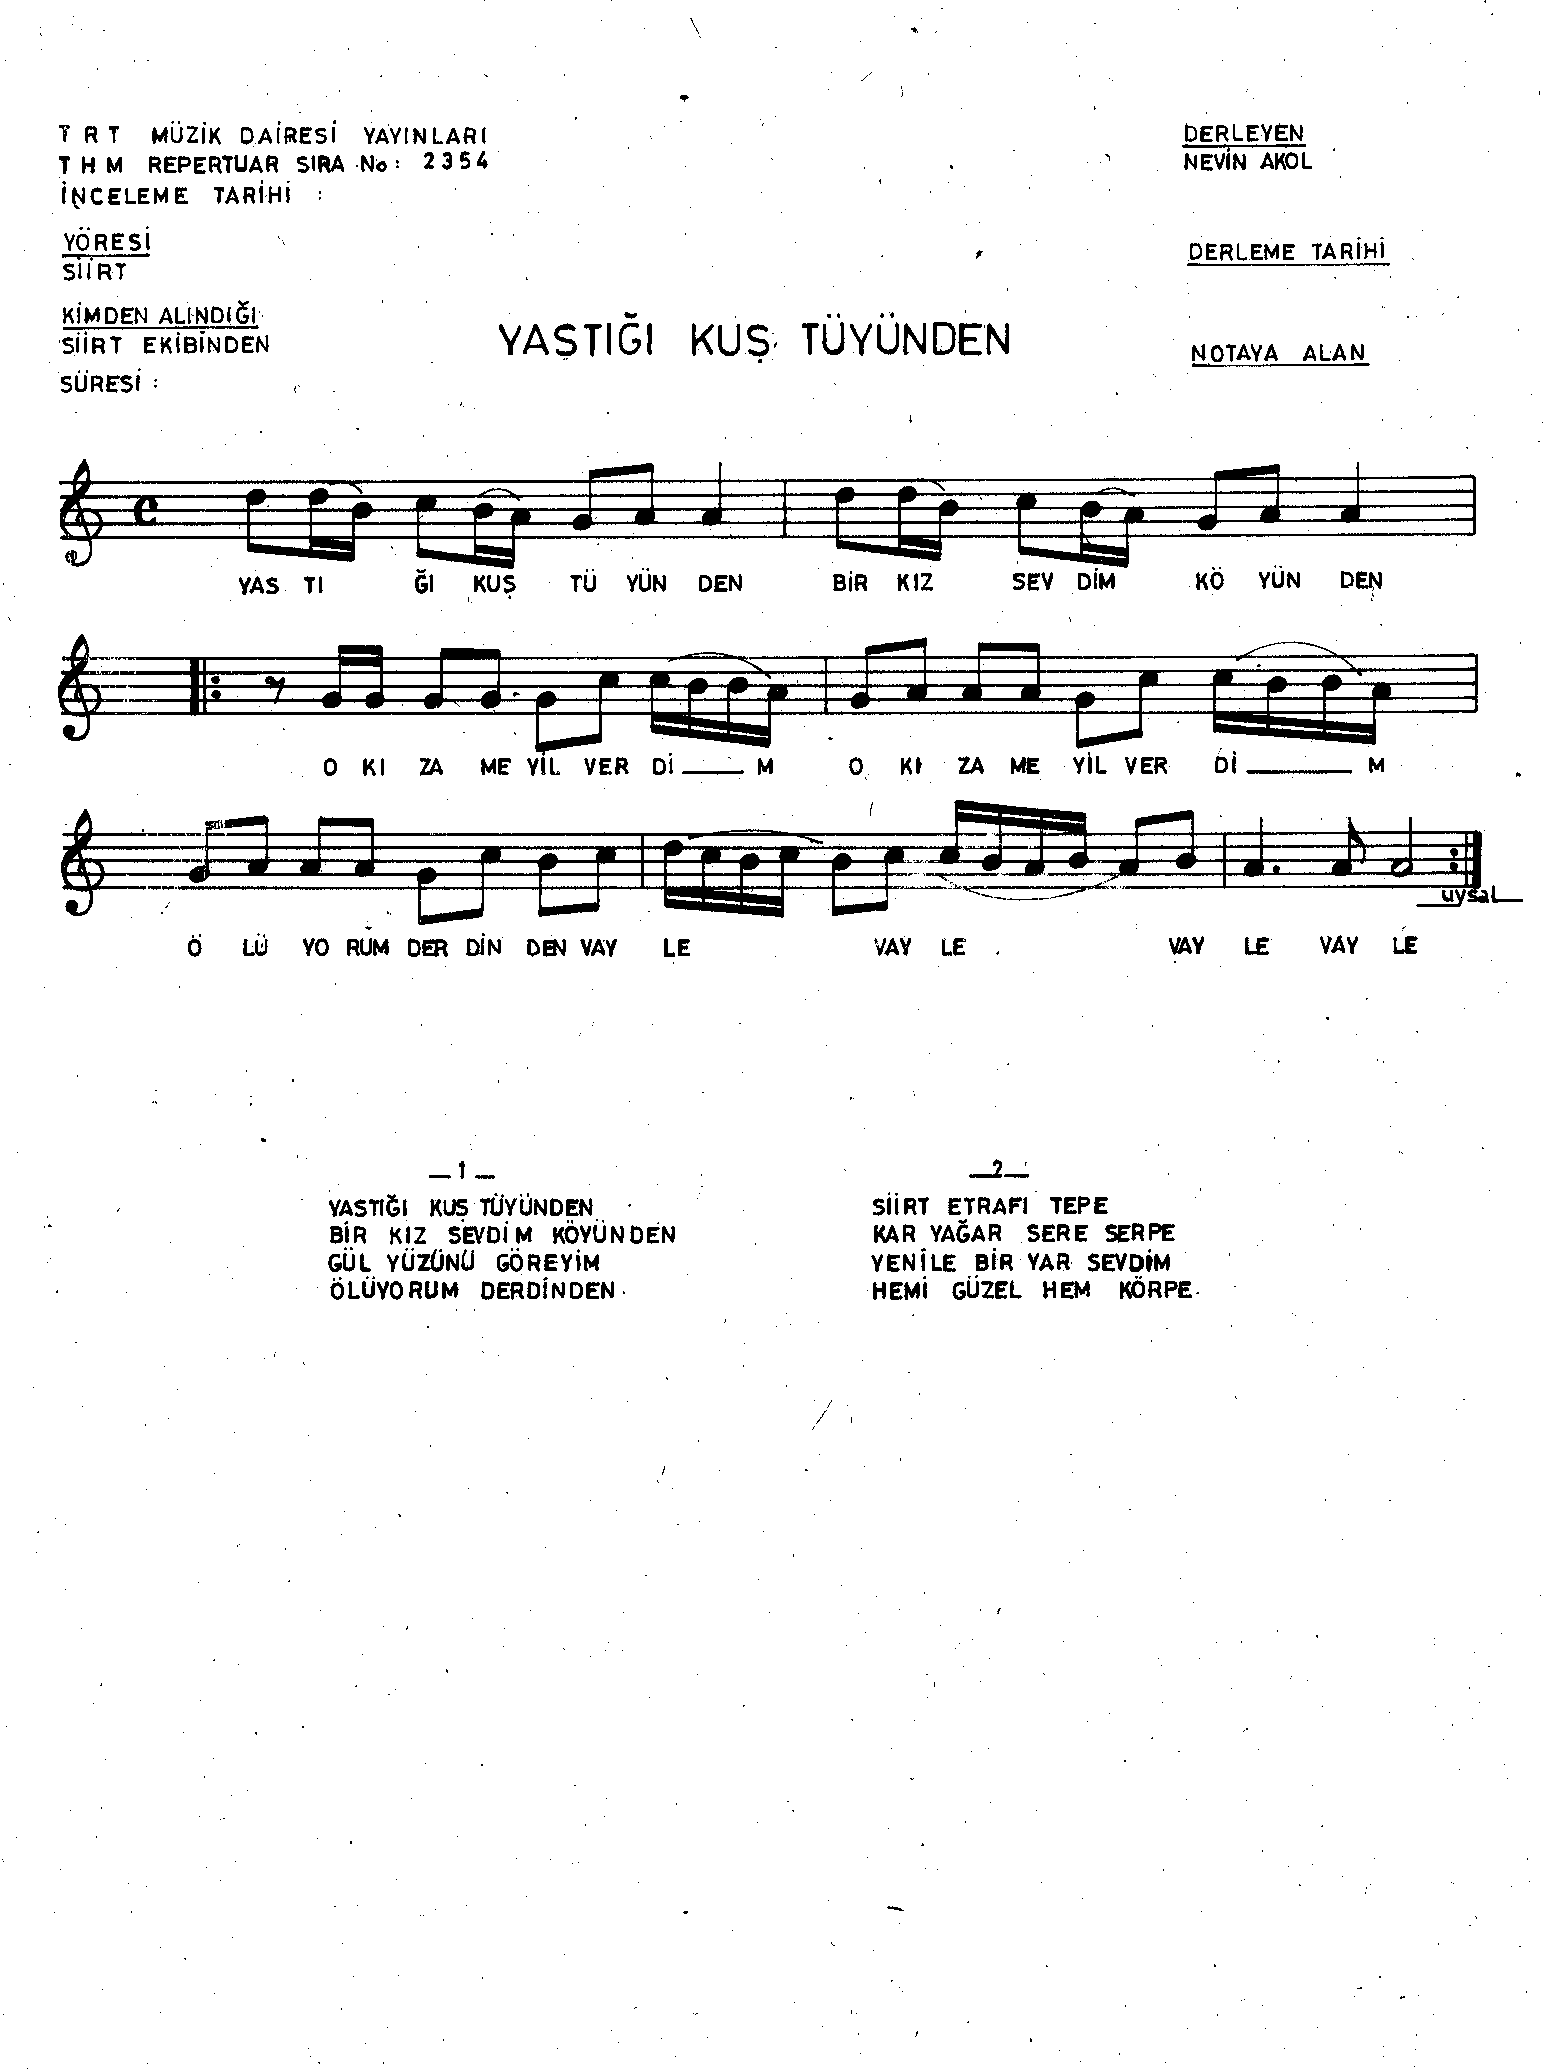 TRT MÜZİK DAİRESİ YAYINLARI
THM REPERTUAR SIRA No: 2354
İNCELEME TARİHİ :
YÖRESİ
SİİRT
KİMDEN ALINDIĞI
SİİRT EKİBİNDEN
SÜRESİ :
DERLEYEN
NEVİN AKOL
DERLEME TARİHİ
NOTAYA ALAN
YASTIĞI KUŞ TÜYÜNDEN
YAS TI ĞI KUŞ TÜ YÜN DEN BİR KIZ SEV DİM KÖ YÜN DEN
O KI ZA ME YİL VER Dİ____M O KI ZA ME YİL VER Dİ____M
Ö LÜ YO RUM DER DİN DEN VAY LE VAY LE VAY LE VAY LE
uysal
_1_
YASTIĞI KUŞ TÜYÜNDEN
BİR KIZ SEVDİM KÖYÜNDEN
GÜL YÜZÜNÜ GÖREYİM
ÖLÜYORUM DERDİNDEN
_2_
SİİRT ETRAFI TEPE
KAR YAĞAR SERE SERPE
YENİLE BİR YAR SEVDİM
HEMİ GÜZEL HEM KÖRPE